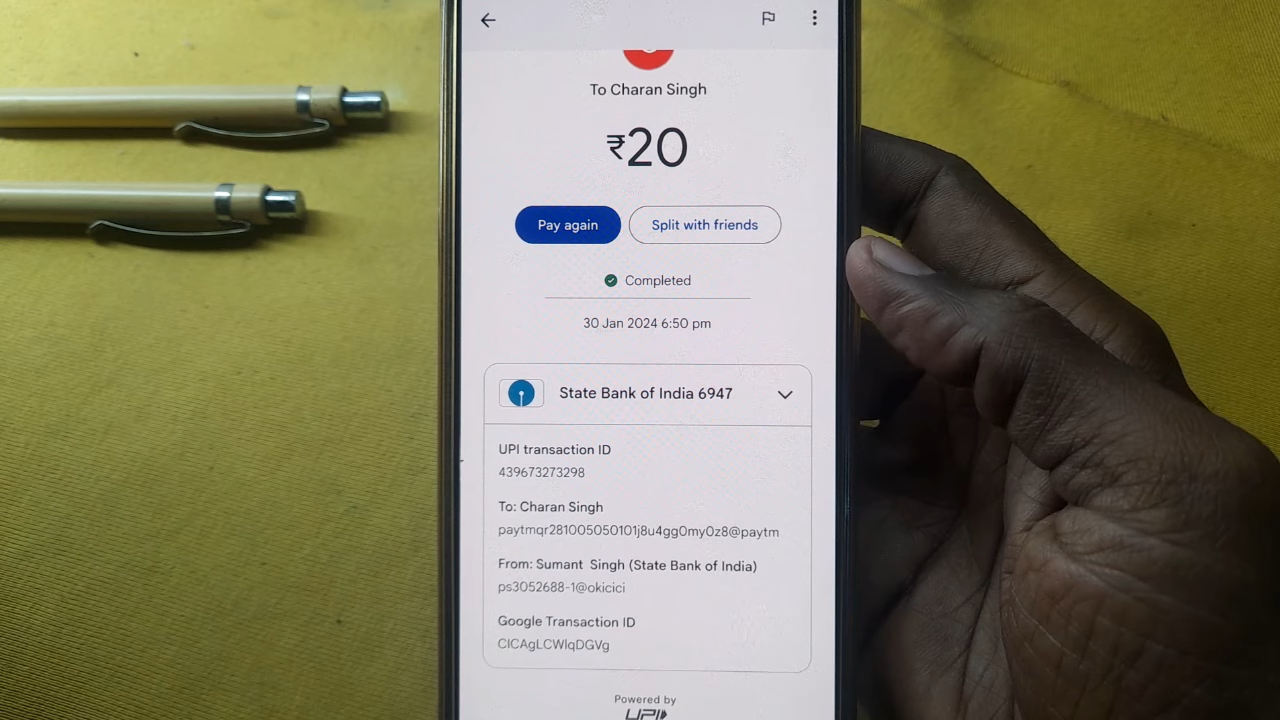 To Charan Singh
₹20
Pay again
Split with friends
Completed
30 Jan 2024 6:50 pm
State Bank of India 6947
UPI transaction ID
439673273298
To: Charan Singh
paytmqr281005050101j8u4gg0my0z8@paytm
From: Sumant Singh (State Bank of India)
ps3052688-1@okicici
Google Transaction ID
CICAgLCWlqDGVg
Powered by
UPI